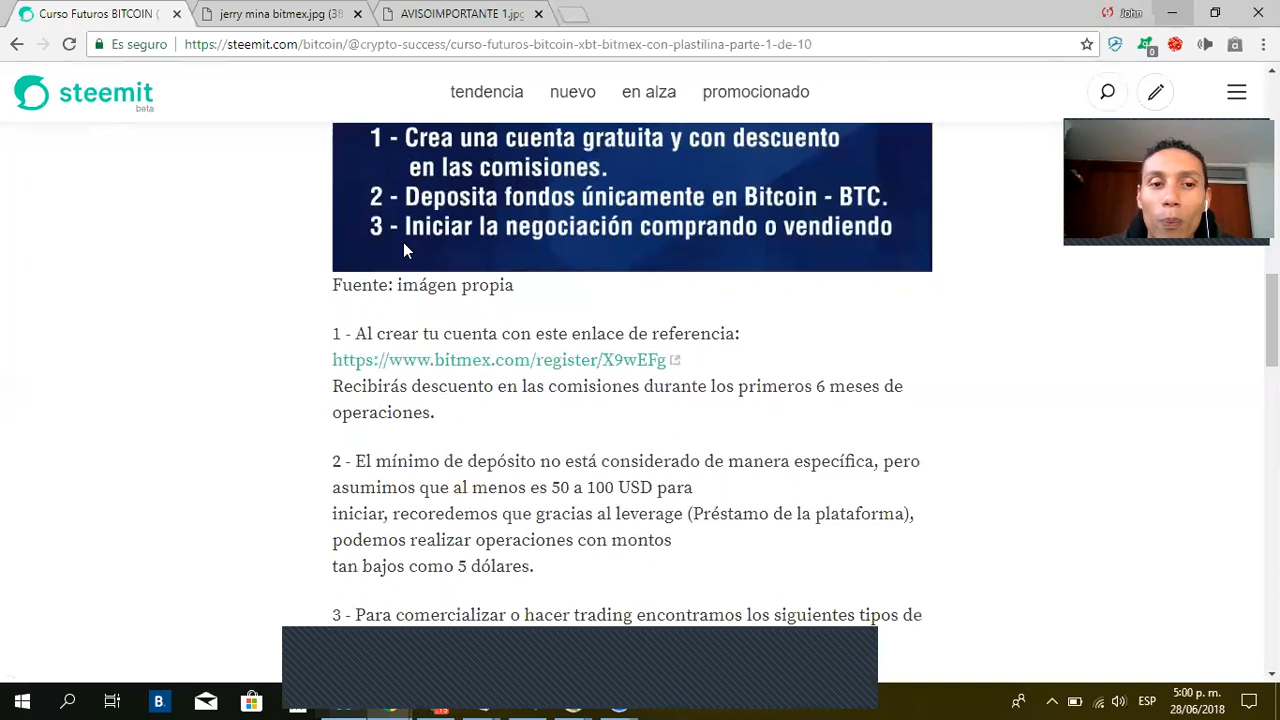 Curso Futuros BITCOIN (
jerry mina bitmex.jpg (38
AVISOIMPORTANTE 1.jpg
John
Es seguro
https://steemit.com/bitcoin/@crypto-success/curso-futuros-bitcoin-xbt-bitmex-con-plastilina-parte-1-de-10
0
steemit
beta
tendencia
nuevo
en alza
promocionado
1 - Crea una cuenta gratuita y con descuento
en las comisiones.
2 - Deposita fondos únicamente en Bitcoin - BTC.
3 - Iniciar la negociación comprando o vendiendo
Fuente: imágen propia
1 - Al crear tu cuenta con este enlace de referencia:
https://www.bitmex.com/register/X9wEFg
Recibirás descuento en las comisiones durante los primeros 6 meses de
operaciones.
2 - El mínimo de depósito no está considerado de manera específica, pero
asumimos que al menos es 50 a 100 USD para
iniciar, recoredemos que gracias al leverage (Préstamo de la plataforma),
podemos realizar operaciones con montos
tan bajos como 5 dólares.
3 - Para comercializar o hacer trading encontramos los siguientes tipos de
B.
ESP
5:00 p. m.
28/06/2018